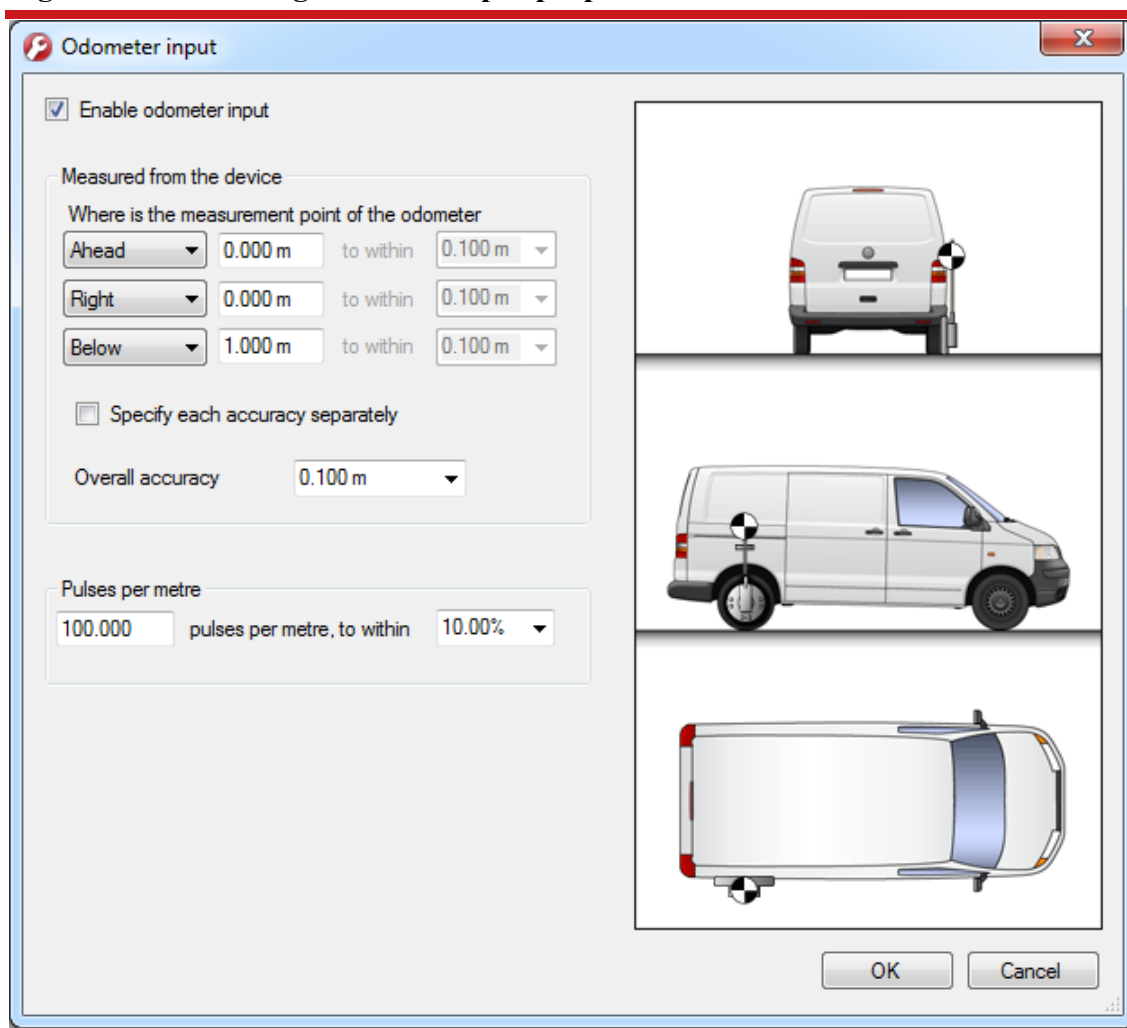 Odometer input
Enable odometer input
Measured from the device
Where is the measurement point of the odometer
Ahead 0.000 m to within 0.100 m
Right 0.000 m to within 0.100 m
Below 1.000 m to within 0.100 m
Specify each accuracy separately
Overall accuracy 0.100 m
Pulses per metre
100.000 pulses per metre, to within 10.00%
OK Cancel